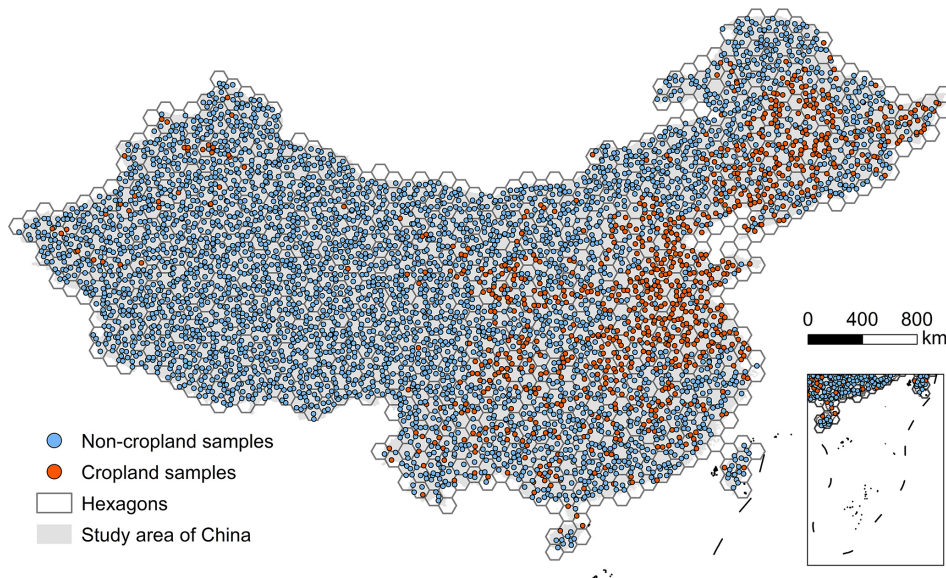 0 400 800
km
Non-cropland samples
Cropland samples
Hexagons
Study area of China